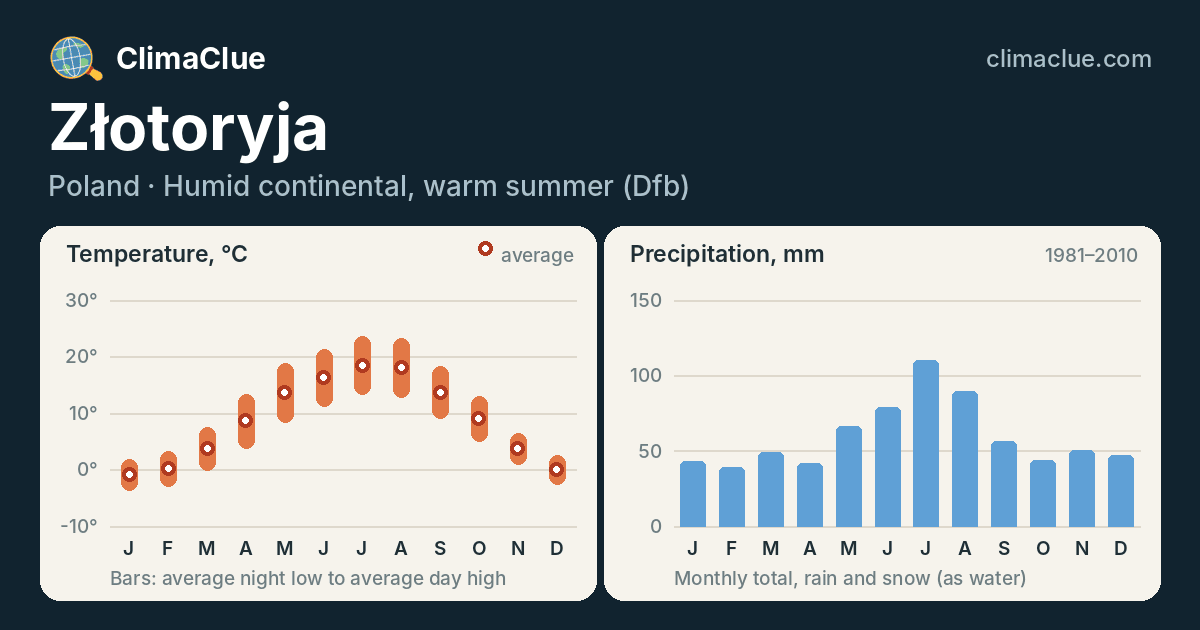 ClimaClue
climaclue.com
Złotoryja
Poland · Humid continental, warm summer (Dfb)
Temperature, °C
average
30°
20°
10°
0°
-10°
J F M A M J J A S O N D
Bars: average night low to average day high
Precipitation, mm
1981–2010
150
100
50
0
J F M A M J J A S O N D
Monthly total, rain and snow (as water)